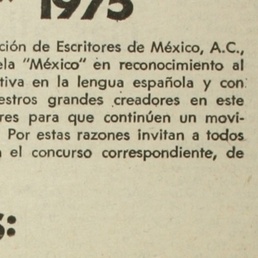 1975
ción de Escritores de México, A.C.,
ela "México" en reconocimiento al
tiva en la lengua española y con
estros grandes creadores en este
res para que continúen un movi-
Por estas razones invitan a todos
el concurso correspondiente, de
s: